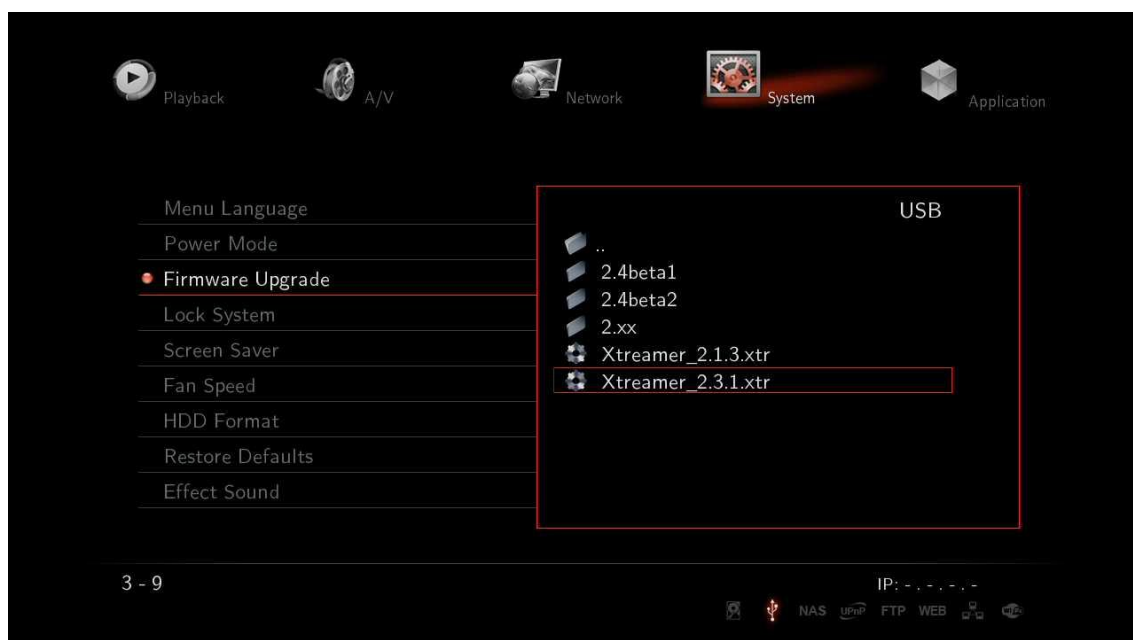 Playback
A/V
Network
System
Application
Menu Language
Power Mode
Firmware Upgrade
Lock System
Screen Saver
Fan Speed
HDD Format
Restore Defaults
Effect Sound
USB
..
2.4beta1
2.4beta2
2.xx
Xtreamer_2.1.3.xtr
Xtreamer_2.3.1.xtr
3 - 9
IP: - . - . - . -
NAS UPnP FTP WEB